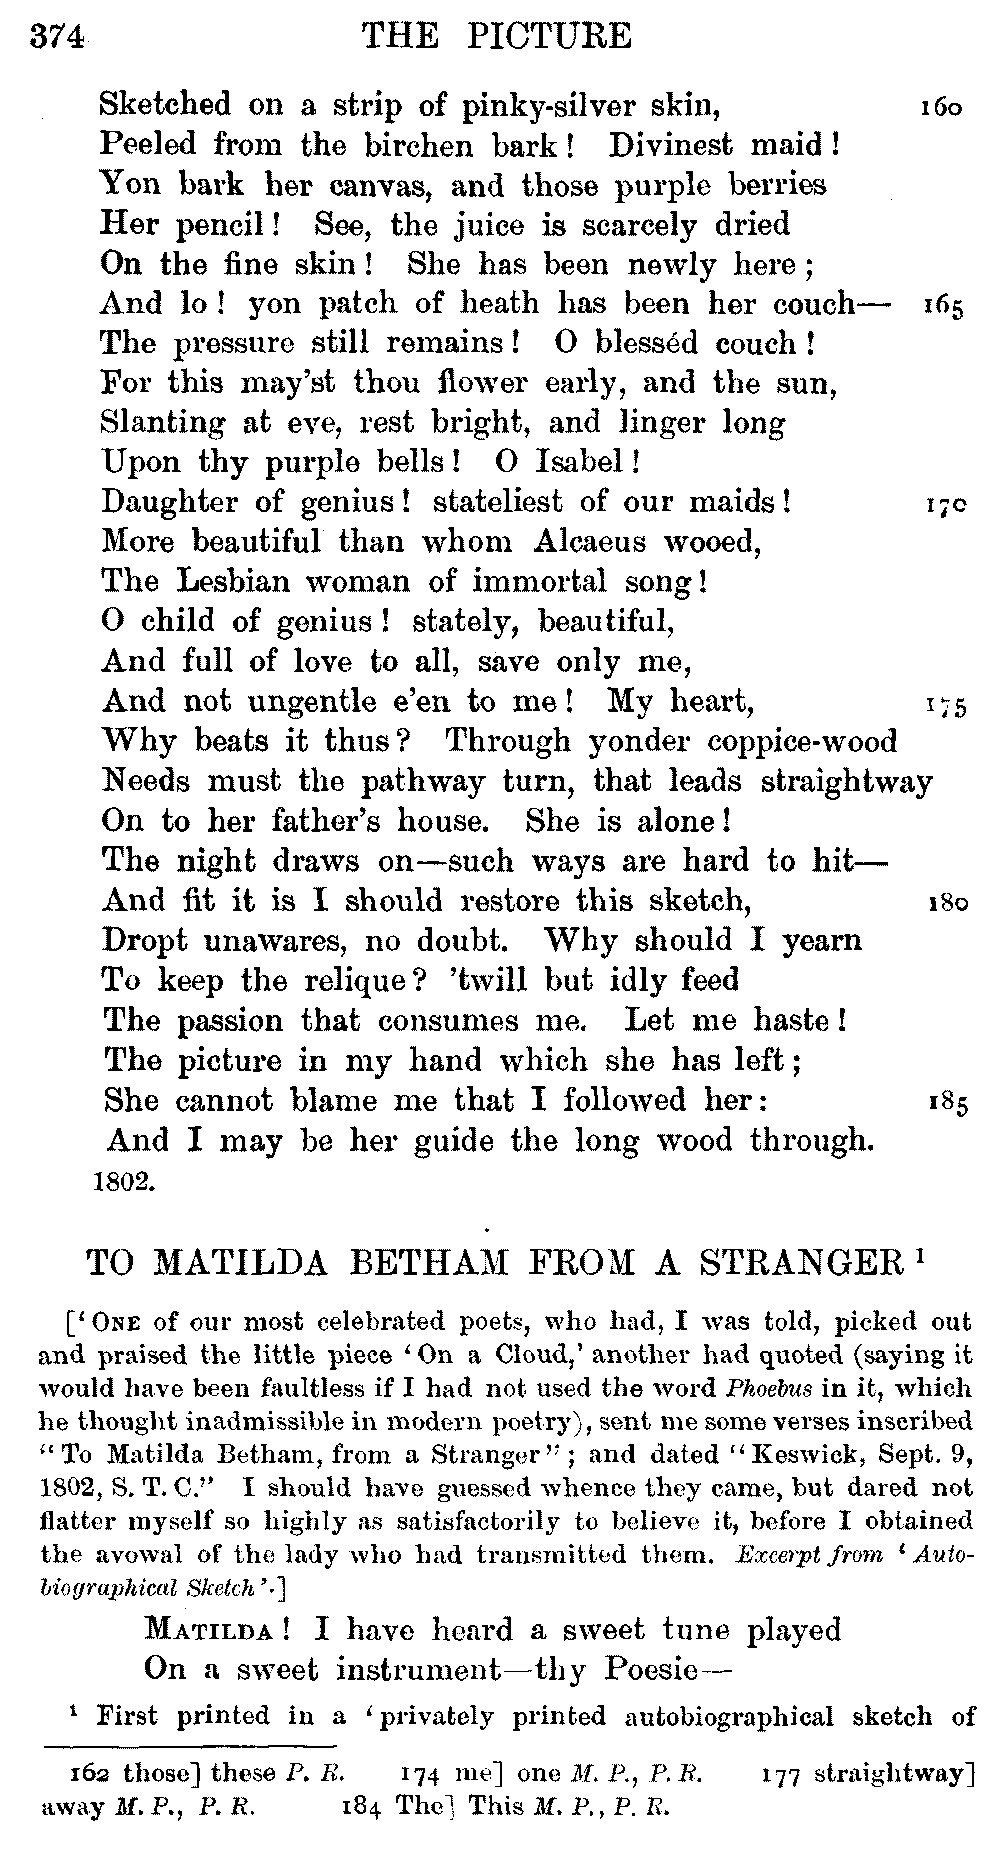 374 THE PICTURE
Sketched on a strip of pinky-silver skin, 160
Peeled from the birchen bark! Divinest maid!
Yon bark her canvas, and those purple berries
Her pencil! See, the juice is scarcely dried
On the fine skin! She has been newly here;
And lo! yon patch of heath has been her couch— 165
The pressure still remains! O blesséd couch!
For this may'st thou flower early, and the sun,
Slanting at eve, rest bright, and linger long
Upon thy purple bells! O Isabel!
Daughter of genius! stateliest of our maids! 170
More beautiful than whom Alcaeus wooed,
The Lesbian woman of immortal song!
O child of genius! stately, beautiful,
And full of love to all, save only me,
And not ungentle e'en to me! My heart, 175
Why beats it thus? Through yonder coppice-wood
Needs must the pathway turn, that leads straightway
On to her father's house. She is alone!
The night draws on—such ways are hard to hit—
And fit it is I should restore this sketch, 180
Dropt unawares, no doubt. Why should I yearn
To keep the relique? 'twill but idly feed
The passion that consumes me. Let me haste!
The picture in my hand which she has left;
She cannot blame me that I followed her: 185
And I may be her guide the long wood through.
1802.
TO MATILDA BETHAM FROM A STRANGER ¹
['ONE of our most celebrated poets, who had, I was told, picked out
and praised the little piece 'On a Cloud,' another had quoted (saying it
would have been faultless if I had not used the word Phoebus in it, which
he thought inadmissible in modern poetry), sent me some verses inscribed
"To Matilda Betham, from a Stranger"; and dated "Keswick, Sept. 9,
1802, S. T. C." I should have guessed whence they came, but dared not
flatter myself so highly as satisfactorily to believe it, before I obtained
the avowal of the lady who had transmitted them. Excerpt from 'Auto-
biographical Sketch'.]
MATILDA! I have heard a sweet tune played
On a sweet instrument—thy Poesie—
¹ First printed in a 'privately printed autobiographical sketch of
162 those] these P. R. 174 me] one M. P., P. R. 177 straightway]
away M. P., P. R. 184 The] This M. P., P. R.